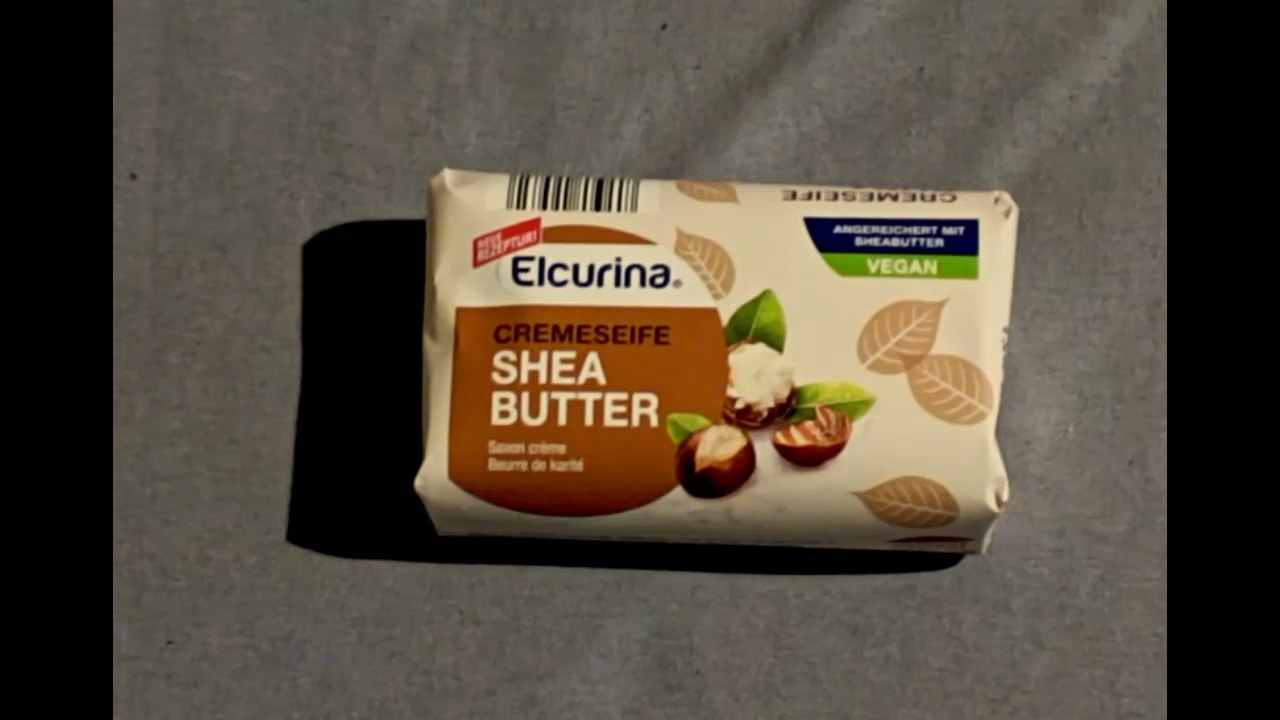 CREMESEIFE
NEUE
REZEPTUR!
Elcurina®
ANGEREICHERT MIT
SHEABUTTER
VEGAN
CREMESEIFE
SHEA
BUTTER
Savon crème
Beurre de karité